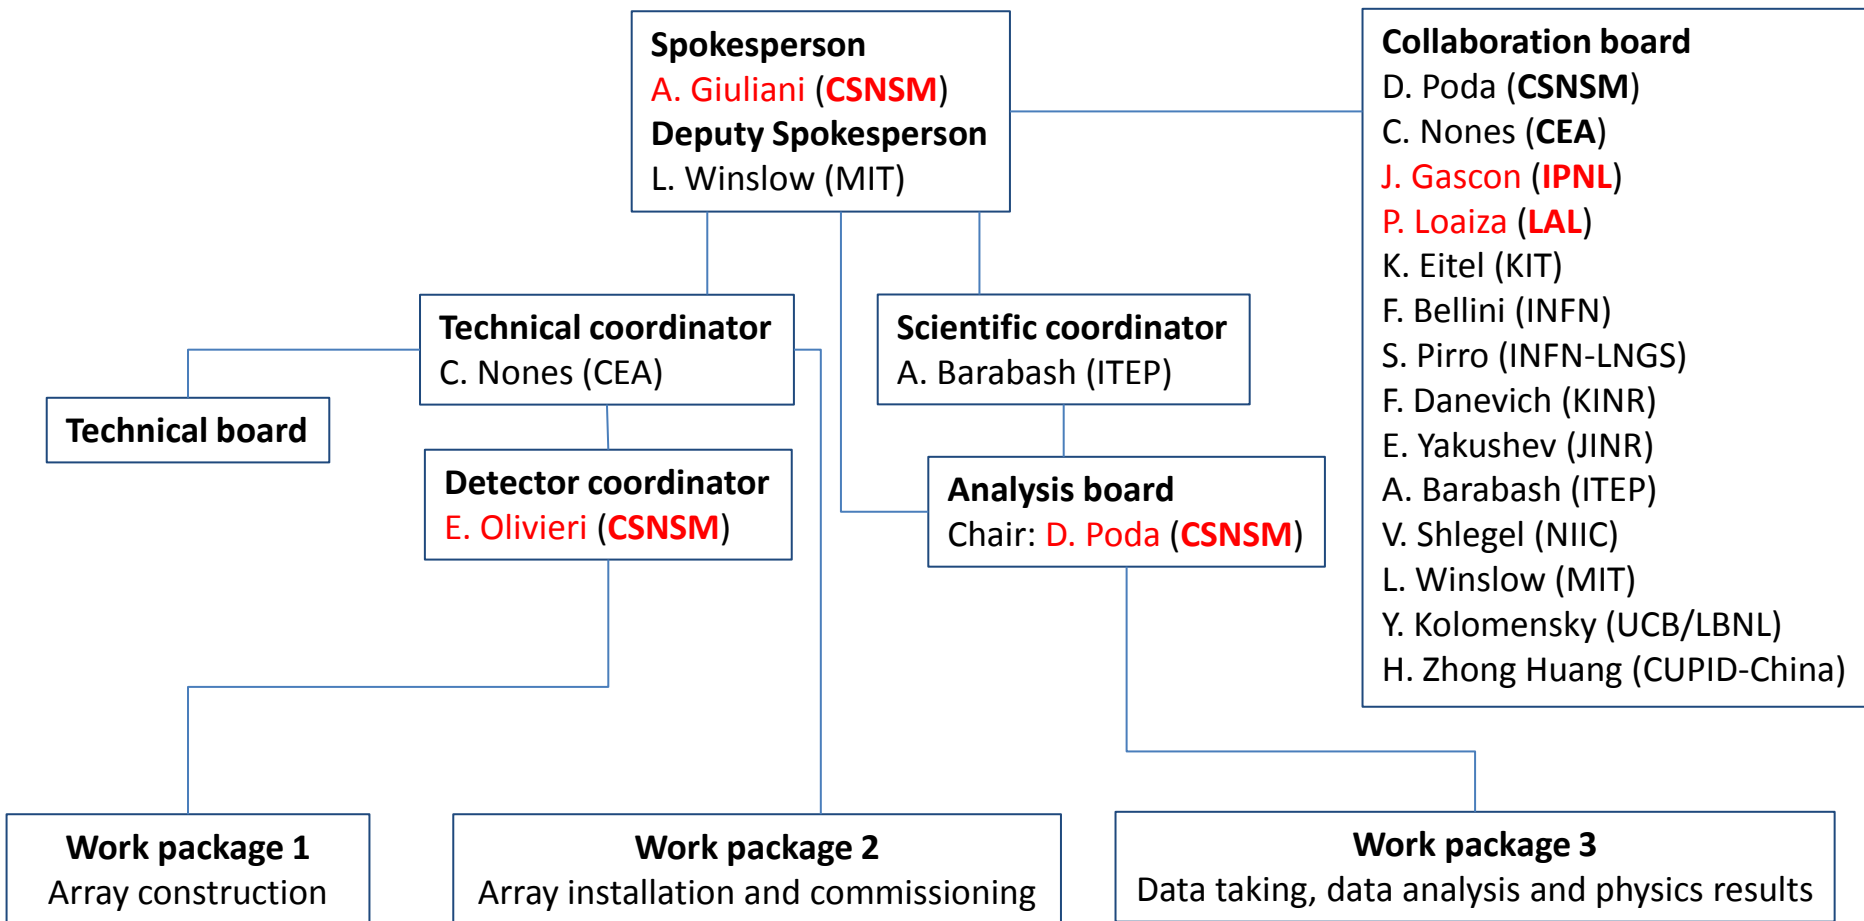 Spokesperson
A. Giuliani (CSNSM)
Deputy Spokesperson
L. Winslow (MIT)
Collaboration board
D. Poda (CSNSM)
C. Nones (CEA)
J. Gascon (IPNL)
P. Loaiza (LAL)
K. Eitel (KIT)
F. Bellini (INFN)
S. Pirro (INFN-LNGS)
F. Danevich (KINR)
E. Yakushev (JINR)
A. Barabash (ITEP)
V. Shlegel (NIIC)
L. Winslow (MIT)
Y. Kolomensky (UCB/LBNL)
H. Zhong Huang (CUPID-China)
Technical coordinator
C. Nones (CEA)
Scientific coordinator
A. Barabash (ITEP)
Technical board
Detector coordinator
E. Olivieri (CSNSM)
Analysis board
Chair: D. Poda (CSNSM)
Work package 1
Array construction
Work package 2
Array installation and commissioning
Work package 3
Data taking, data analysis and physics results